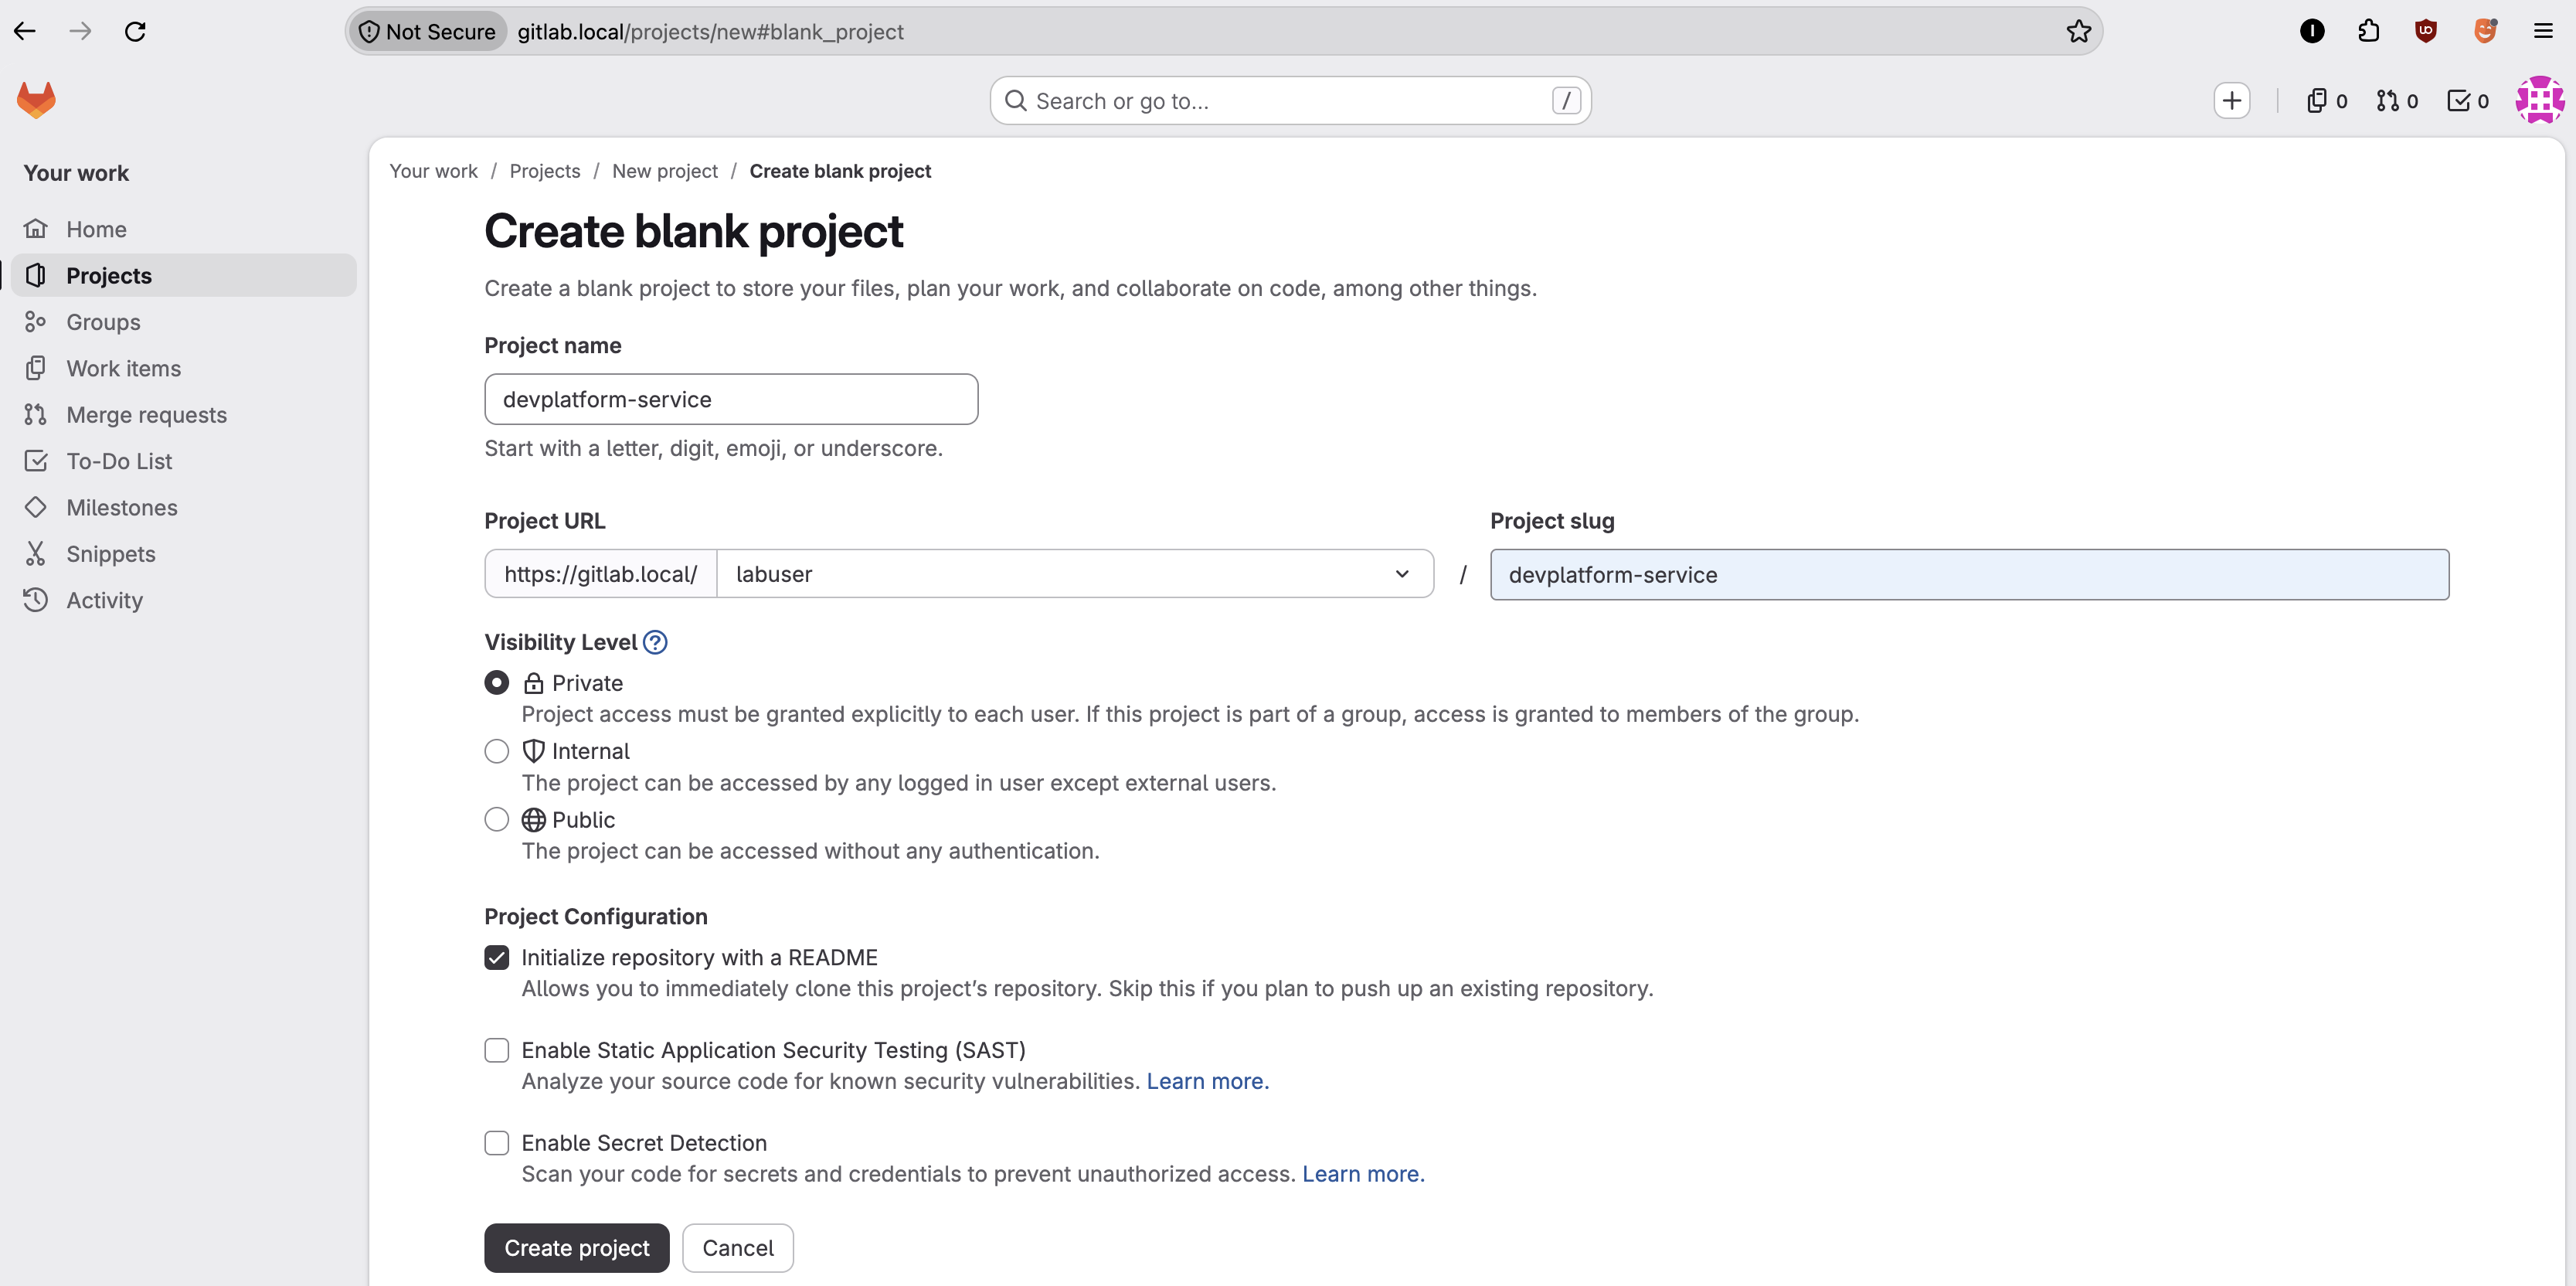 Not Secure gitlab.local/projects/new#blank_project
Search or go to... /
0 0 0
Your work
Home
Projects
Groups
Work items
Merge requests
To-Do List
Milestones
Snippets
Activity
Your work / Projects / New project / Create blank project
Create blank project
Create a blank project to store your files, plan your work, and collaborate on code, among other things.
Project name
devplatform-service
Start with a letter, digit, emoji, or underscore.
Project URL
https://gitlab.local/ labuser /
Project slug
devplatform-service
Visibility Level ?
Private
Project access must be granted explicitly to each user. If this project is part of a group, access is granted to members of the group.
Internal
The project can be accessed by any logged in user except external users.
Public
The project can be accessed without any authentication.
Project Configuration
Initialize repository with a README
Allows you to immediately clone this project’s repository. Skip this if you plan to push up an existing repository.
Enable Static Application Security Testing (SAST)
Analyze your source code for known security vulnerabilities. Learn more.
Enable Secret Detection
Scan your code for secrets and credentials to prevent unauthorized access. Learn more.
Create project Cancel